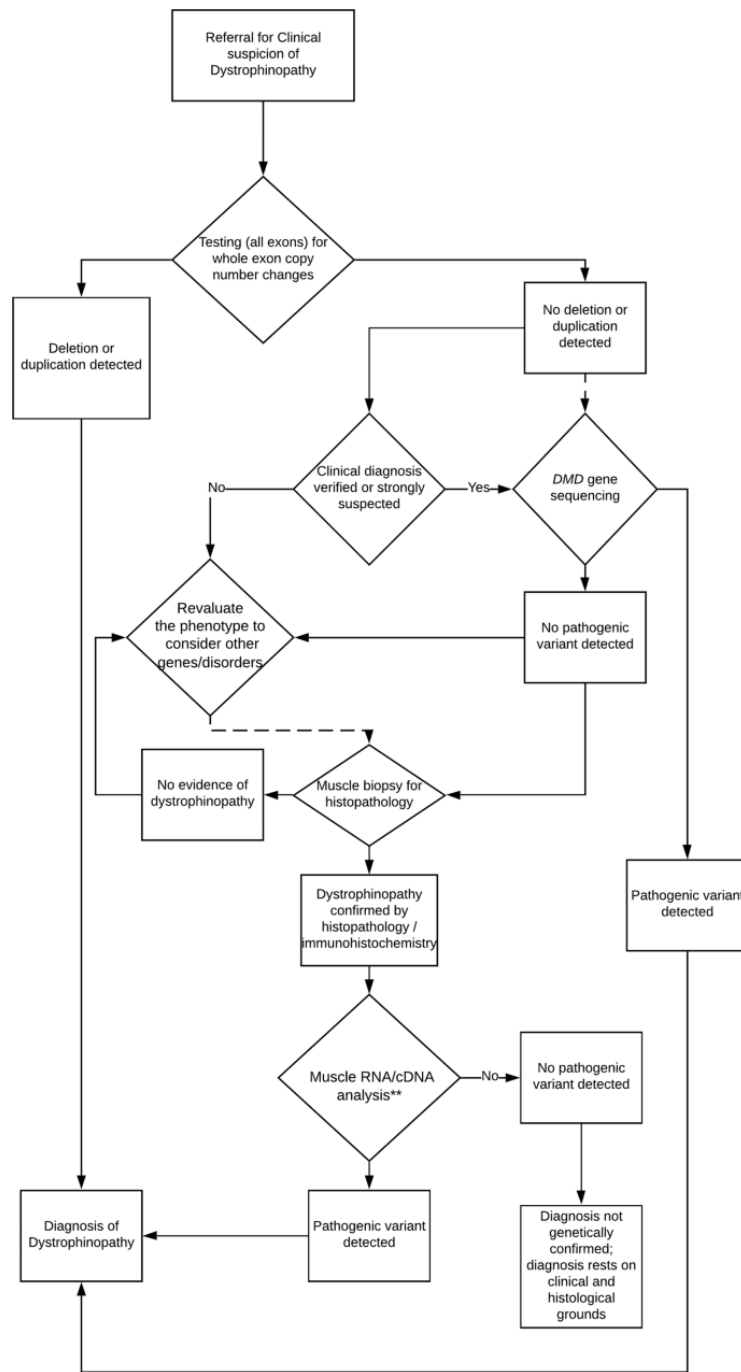 Referral for Clinical
suspicion of
Dystrophinopathy
Testing (all exons) for
whole exon copy
number changes
Deletion or
duplication detected
No deletion or
duplication
detected
Clinical diagnosis
verified or strongly
suspected
No
Yes
DMD gene
sequencing
Revaluate
the phenotype to
consider other
genes/disorders
No pathogenic
variant detected
No evidence of
dystrophinopathy
Muscle biopsy for
histopathology
Dystrophinopathy
confirmed by
histopathology /
immunohistochemistry
Pathogenic variant
detected
Muscle RNA/cDNA
analysis**
No
No pathogenic
variant detected
Diagnosis of
Dystrophinopathy
Pathogenic variant
detected
Diagnosis not
genetically
confirmed;
diagnosis rests on
clinical and
histological
grounds